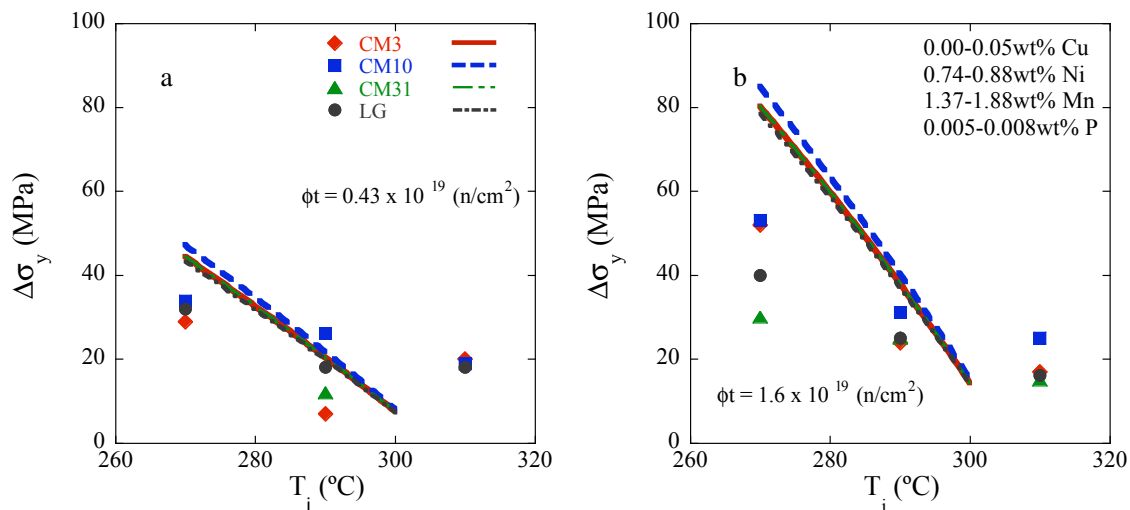 100
80
60
40
20
0
Δσy (MPa)
a
CM3
CM10
CM31
LG
ϕt = 0.43 x 10 19 (n/cm2)
260
280
300
320
Ti (ºC)
100
80
60
40
20
0
Δσy (MPa)
b
0.00-0.05wt% Cu
0.74-0.88wt% Ni
1.37-1.88wt% Mn
0.005-0.008wt% P
ϕt = 1.6 x 10 19 (n/cm2)
260
280
300
320
Ti (ºC)